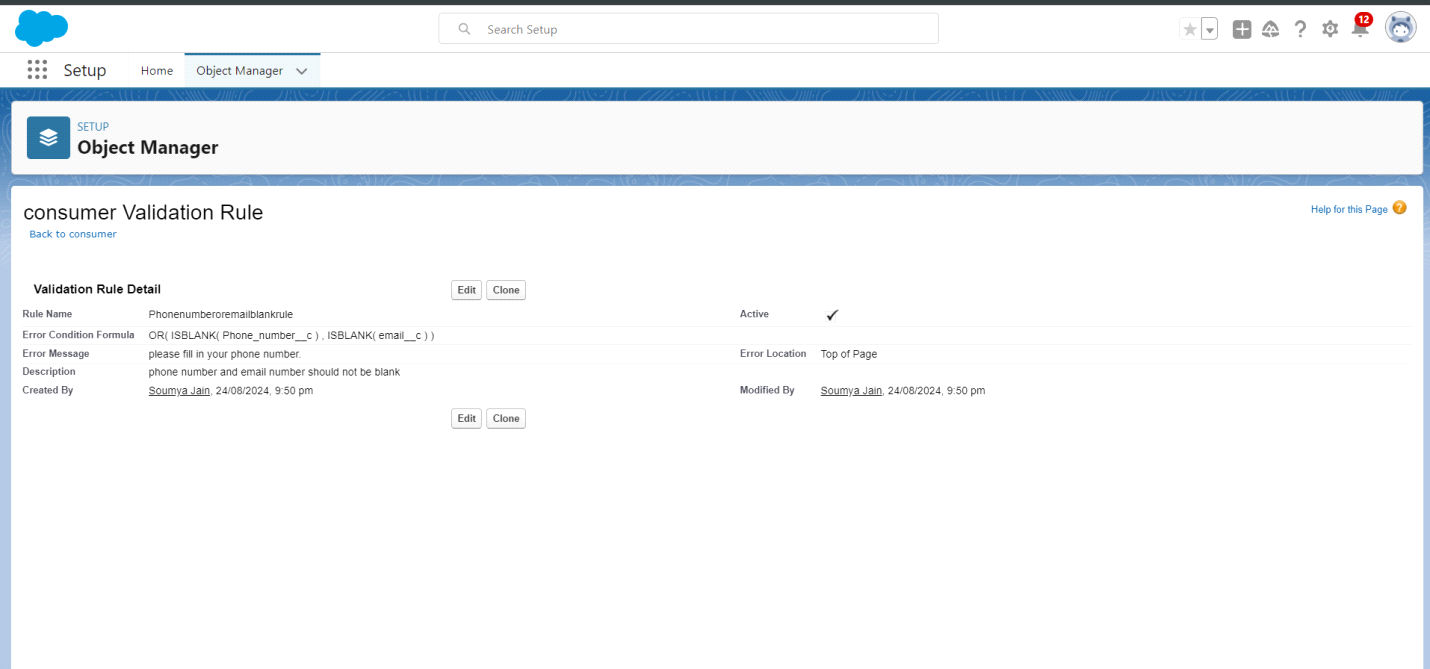 Search Setup
12
Setup Home Object Manager
SETUP
Object Manager
consumer Validation Rule
Help for this Page ?
Back to consumer
Validation Rule Detail Edit Clone
Rule Name Phonenumberoremailblankrule Active
Error Condition Formula OR( ISBLANK( Phone_number__c ) , ISBLANK( email__c ) )
Error Message please fill in your phone number. Error Location Top of Page
Description phone number and email number should not be blank
Created By Soumya Jain, 24/08/2024, 9:50 pm Modified By Soumya Jain, 24/08/2024, 9:50 pm
Edit Clone